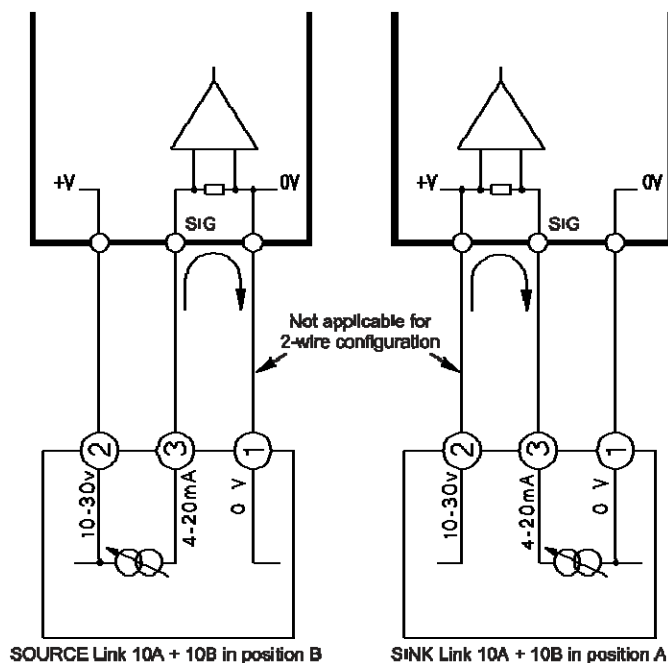 +V
0V
SIG
+V
0V
SIG
Not applicable for
2-wire configuration
2
3
1
2
3
1
10-30v
4-20mA
0 V
10-30v
4-20mA
0 V
SOURCE Link 10A + 10B in position B
SINK Link 10A + 10B in position A